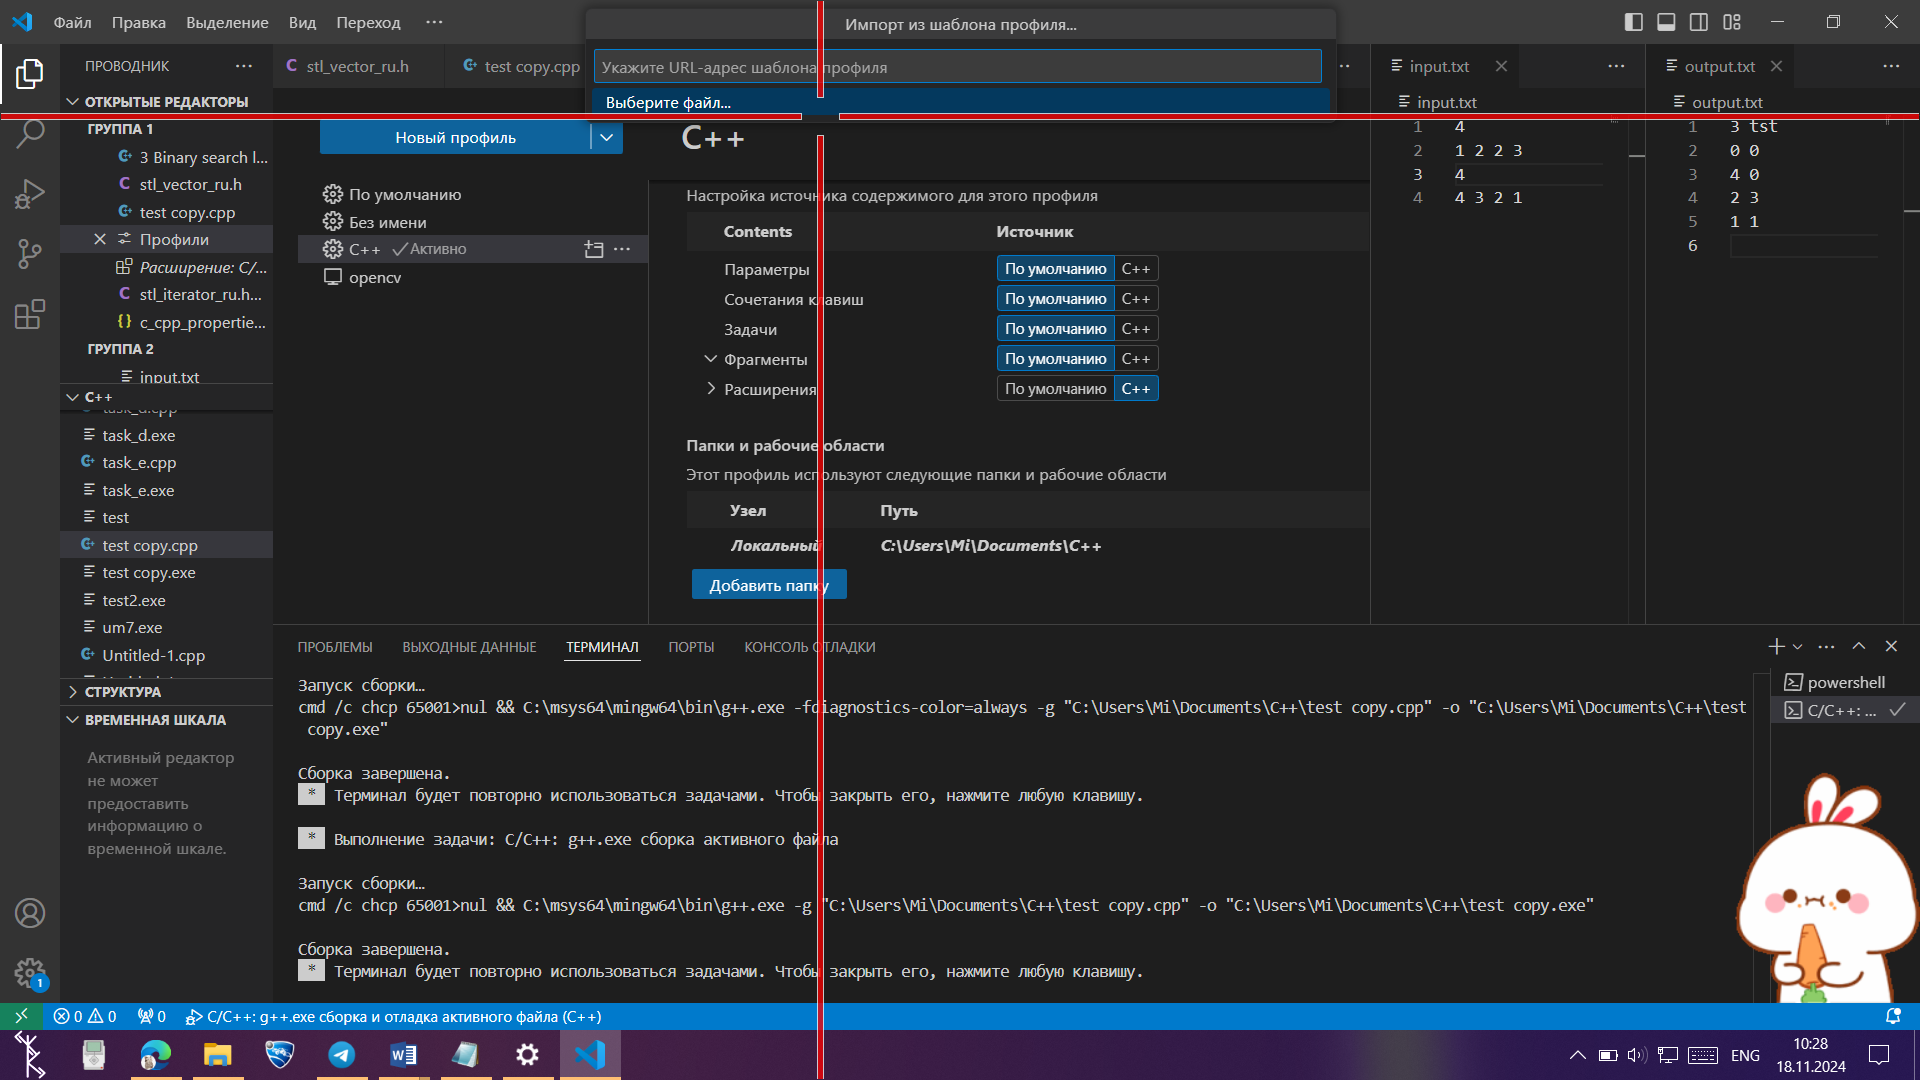 Файл Правка Выделение Вид Переход ···
Импорт из шаблона профиля...
Укажите URL-адрес шаблона профиля
Выберите файл...
ПРОВОДНИК
ОТКРЫТЫЕ РЕДАКТОРЫ
ГРУППА 1
3 Binary search l...
stl_vector_ru.h
test copy.cpp
Профили
Расширение: C/...
stl_iterator_ru.h...
c_cpp_propertie...
ГРУППА 2
input.txt
C++
task_d.cpp
task_d.exe
task_e.cpp
task_e.exe
test
test copy.cpp
test copy.exe
test2.exe
um7.exe
Untitled-1.cpp
СТРУКТУРА
ВРЕМЕННАЯ ШКАЛА
Активный редактор
не может
предоставить
информацию о
временной шкале.
stl_vector_ru.h
test copy.cpp
Новый профиль
По умолчанию
Без имени
C++ Активно
opencv
C++
Настройка источника содержимого для этого профиля
Contents Источник
Параметры По умолчанию C++
Сочетания клавиш По умолчанию C++
Задачи По умолчанию C++
Фрагменты По умолчанию C++
Расширения По умолчанию C++
Папки и рабочие области
Этот профиль используют следующие папки и рабочие области
Узел Путь
Локальный C:\Users\Mi\Documents\C++
Добавить папку
input.txt
input.txt
1 4
2 1 2 2 3
3 4
4 4 3 2 1
output.txt
output.txt
1 3 tst
2 0 0
3 4 0
4 2 3
5 1 1
6
ПРОБЛЕМЫ ВЫХОДНЫЕ ДАННЫЕ ТЕРМИНАЛ ПОРТЫ КОНСОЛЬ ОТЛАДКИ
Запуск сборки...
cmd /c chcp 65001>nul && C:\msys64\mingw64\bin\g++.exe -fdiagnostics-color=always -g "C:\Users\Mi\Documents\C++\test copy.cpp" -o "C:\Users\Mi\Documents\C++\test
copy.exe"
Сборка завершена.
* Терминал будет повторно использоваться задачами. Чтобы закрыть его, нажмите любую клавишу.
* Выполнение задачи: C/C++: g++.exe сборка активного файла
Запуск сборки...
cmd /c chcp 65001>nul && C:\msys64\mingw64\bin\g++.exe -g "C:\Users\Mi\Documents\C++\test copy.cpp" -o "C:\Users\Mi\Documents\C++\test copy.exe"
Сборка завершена.
* Терминал будет повторно использоваться задачами. Чтобы закрыть его, нажмите любую клавишу.
powershell
C/C++: ...
1
0 0 0 C/C++: g++.exe сборка и отладка активного файла (C++)
ENG
10:28
18.11.2024